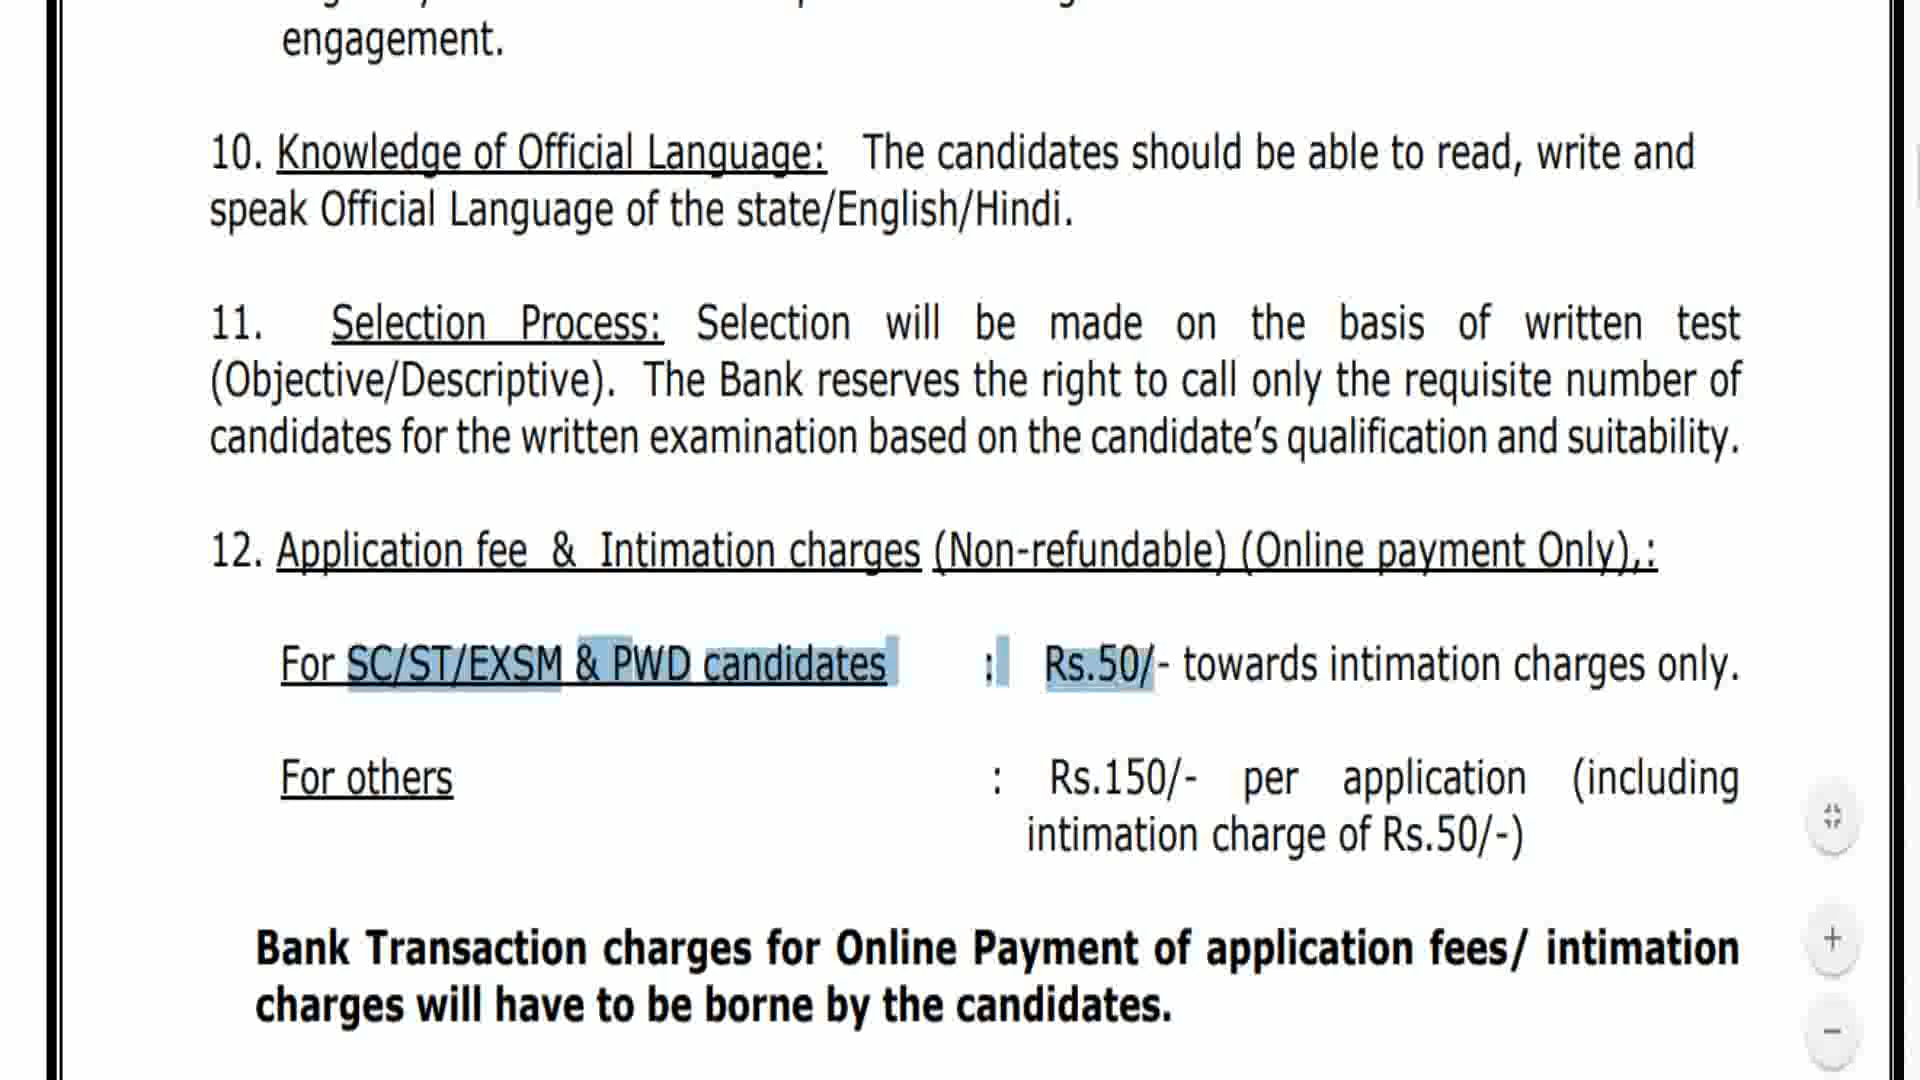 engagement.
10. Knowledge of Official Language: The candidates should be able to read, write and
speak Official Language of the state/English/Hindi.
11. Selection Process: Selection will be made on the basis of written test
(Objective/Descriptive). The Bank reserves the right to call only the requisite number of
candidates for the written examination based on the candidate’s qualification and suitability.
12. Application fee & Intimation charges (Non-refundable) (Online payment Only),:
For SC/ST/EXSM & PWD candidates : Rs.50/- towards intimation charges only.
For others : Rs.150/- per application (including
intimation charge of Rs.50/-)
Bank Transaction charges for Online Payment of application fees/ intimation
charges will have to be borne by the candidates.